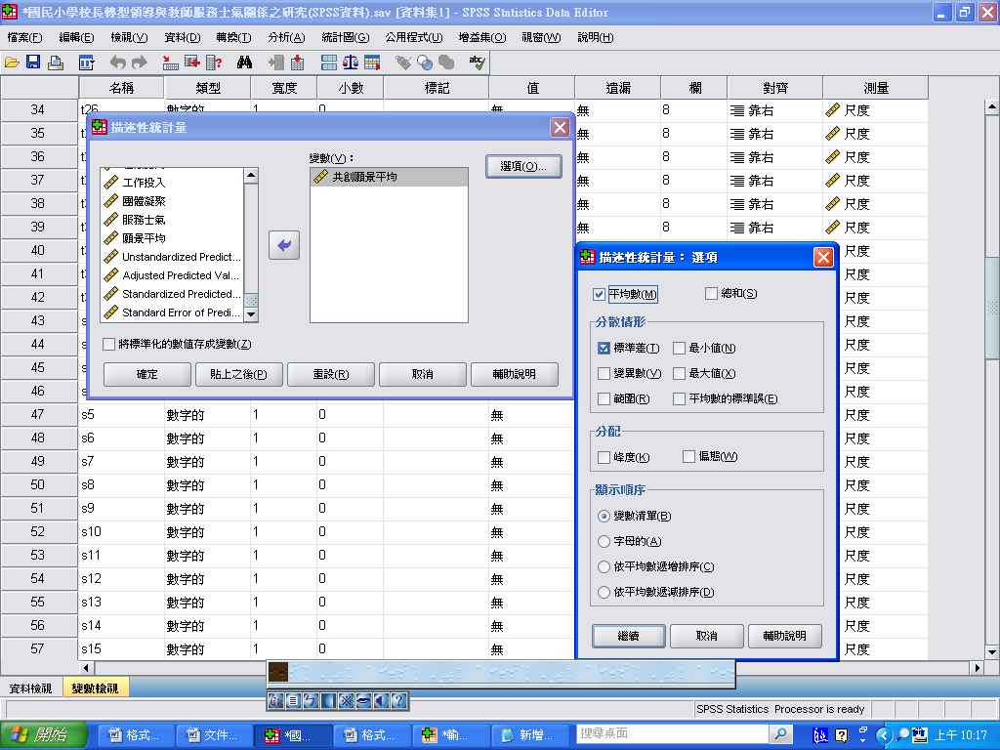 *國民小學校長轉型領導與教師服務士氣關係之研究(SPSS資料).sav [資料集1] - SPSS Statistics Data Editor
檔案(F) 編輯(E) 檢視(V) 資料(D) 轉換(T) 分析(A) 統計圖(G) 公用程式(U) 增益集(O) 視窗(W) 說明(H)
名稱 類型 寬度 小數 標記 值 遺漏 欄 對齊 測量
34 無 8 靠右 尺度
35 無 8 靠右 尺度
36 無 8 靠右 尺度
37 無 8 靠右 尺度
38 無 8 靠右 尺度
39 無 8 靠右 尺度
40 尺度
41 尺度
42 尺度
43 尺度
44 尺度
45 尺度
46 尺度
47 s5 數字的 1 0 無 尺度
48 s6 數字的 1 0 無 尺度
49 s7 數字的 1 0 無 尺度
50 s8 數字的 1 0 無 尺度
51 s9 數字的 1 0 無 尺度
52 s10 數字的 1 0 無 尺度
53 s11 數字的 1 0 無 尺度
54 s12 數字的 1 0 無 尺度
55 s13 數字的 1 0 無 尺度
56 s14 數字的 1 0 無 尺度
57 s15 數字的 1 0 無 尺度
描述性統計量
變數(V)：
工作投入
團體凝聚
服務士氣
願景平均
Unstandardized Predict...
Adjusted Predicted Val...
Standardized Predicted...
Standard Error of Predi...
共創願景平均
選項(O)...
將標準化的數值存成變數(Z)
確定 貼上之後(P) 重設(R) 取消 輔助說明
描述性統計量： 選項
平均數(M) 總和(S)
分散情形
標準差(T) 最小值(N)
變異數(V) 最大值(X)
範圍(R) 平均數的標準誤(E)
分配
峰度(K) 偏態(W)
顯示順序
變數清單(B)
字母的(A)
依平均數遞增排序(C)
依平均數遞減排序(D)
繼續 取消 輔助說明
資料檢視 變數檢視
SPSS Statistics Processor is ready
開始 格式... 文件... *國... 格式... *輸... 新增... 搜尋桌面 上午 10:17